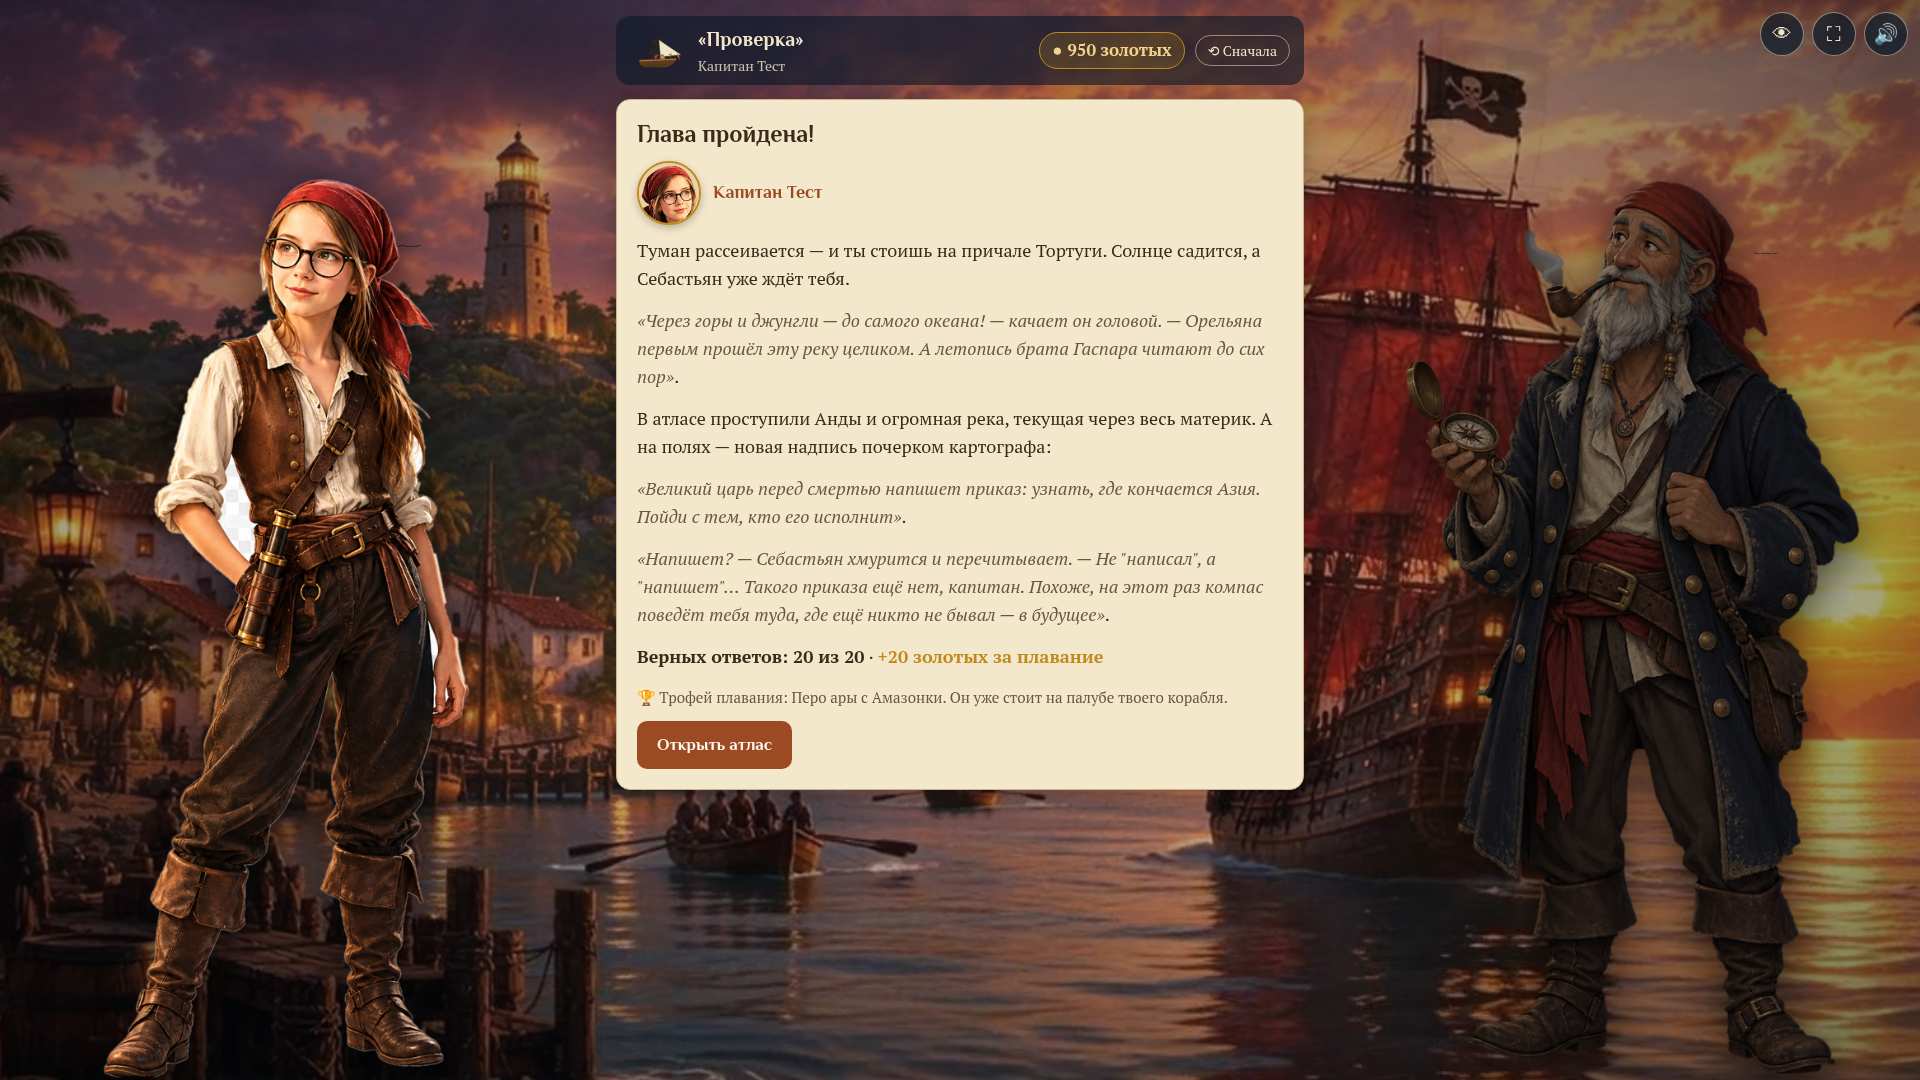 «Проверка»
Капитан Тест
● 950 золотых
⟲ Сначала
Глава пройдена!
Капитан Тест
Туман рассеивается — и ты стоишь на причале Тортуги. Солнце садится, а
Себастьян уже ждёт тебя.
«Через горы и джунгли — до самого океана! — качает он головой. — Орельяна
первым прошёл эту реку целиком. А летопись брата Гаспара читают до сих
пор».
В атласе проступили Анды и огромная река, текущая через весь материк. А
на полях — новая надпись почерком картографа:
«Великий царь перед смертью напишет приказ: узнать, где кончается Азия.
Пойди с тем, кто его исполнит».
«Напишет? — Себастьян хмурится и перечитывает. — Не "написал", а
"напишет"... Такого приказа ещё нет, капитан. Похоже, на этот раз компас
поведёт тебя туда, где ещё никто не бывал — в будущее».
Верных ответов: 20 из 20 · +20 золотых за плавание
🏆 Трофей плавания: Перо ары с Амазонки. Он уже стоит на палубе твоего корабля.
Открыть атлас